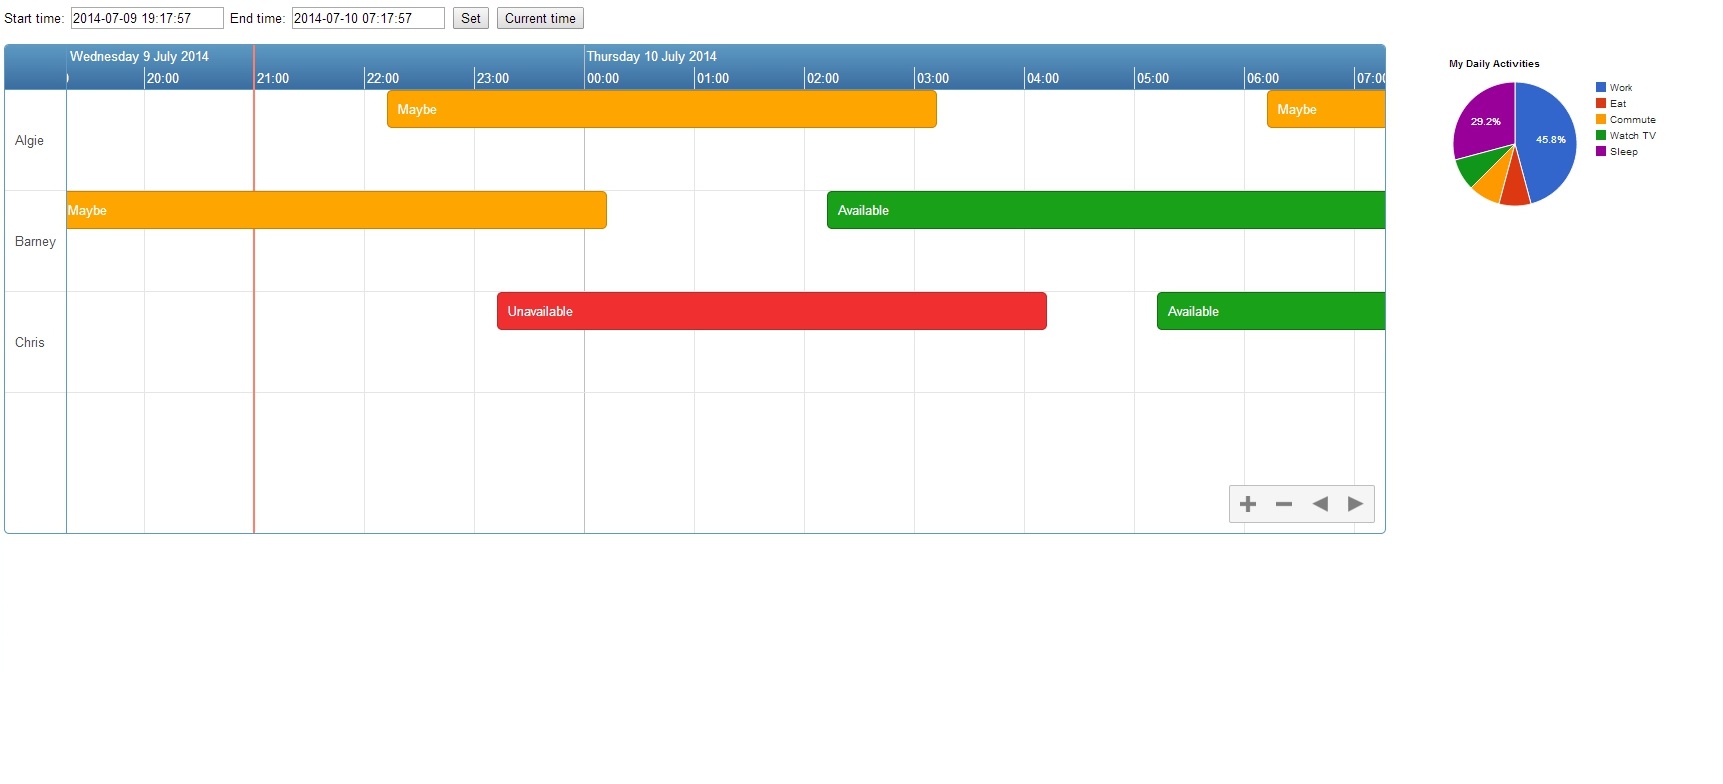 Start time: 2014-07-09 19:17:57 End time: 2014-07-10 07:17:57 Set Current time
Wednesday 9 July 2014 Thursday 10 July 2014
20:00 21:00 22:00 23:00 00:00 01:00 02:00 03:00 04:00 05:00 06:00 07:00
Maybe Maybe
Algie
Maybe Available
Barney
Unavailable Available
Chris
My Daily Activities
29.2%
45.8%
Work
Eat
Commute
Watch TV
Sleep